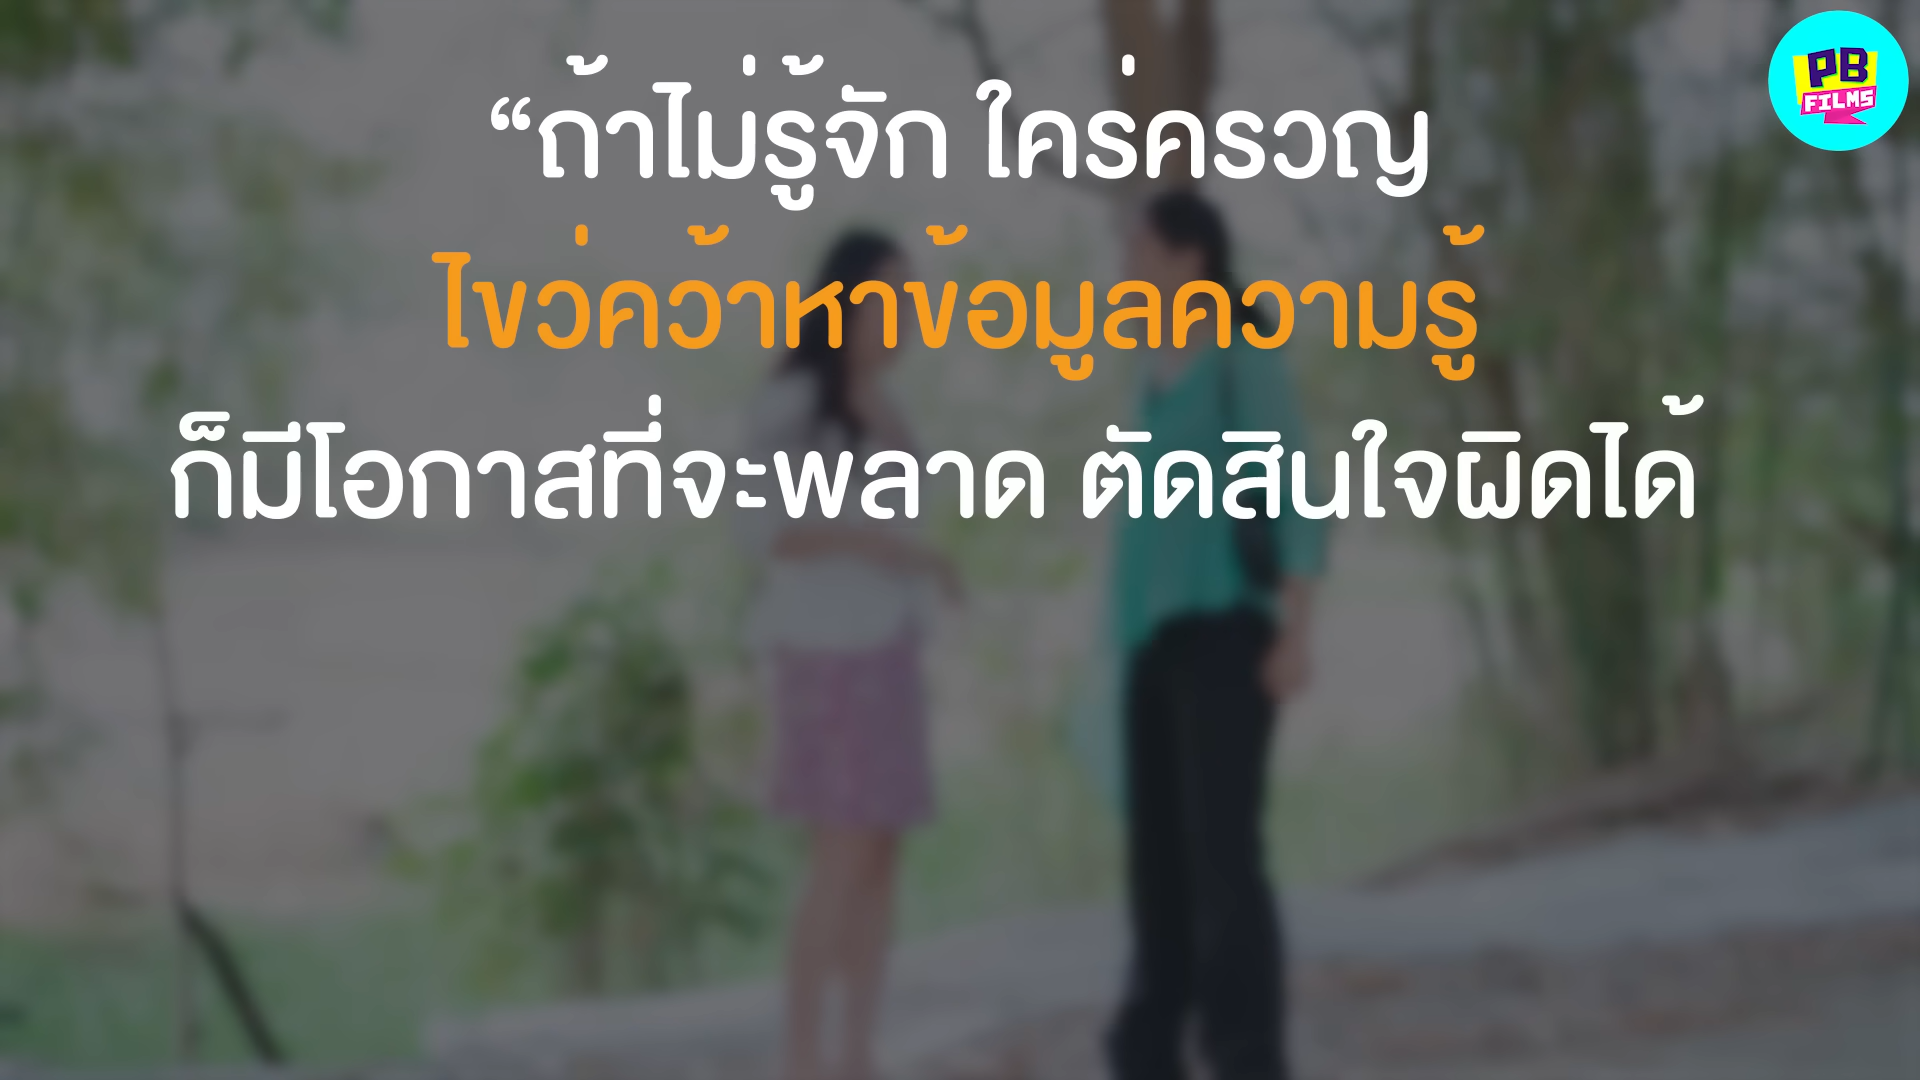 “ถ้าไม่รู้จัก ใคร่ครวญ
ไขว่คว้าหาข้อมูลความรู้
ก็มีโอกาสที่จะพลาด ตัดสินใจผิดได้
PB
FILMS